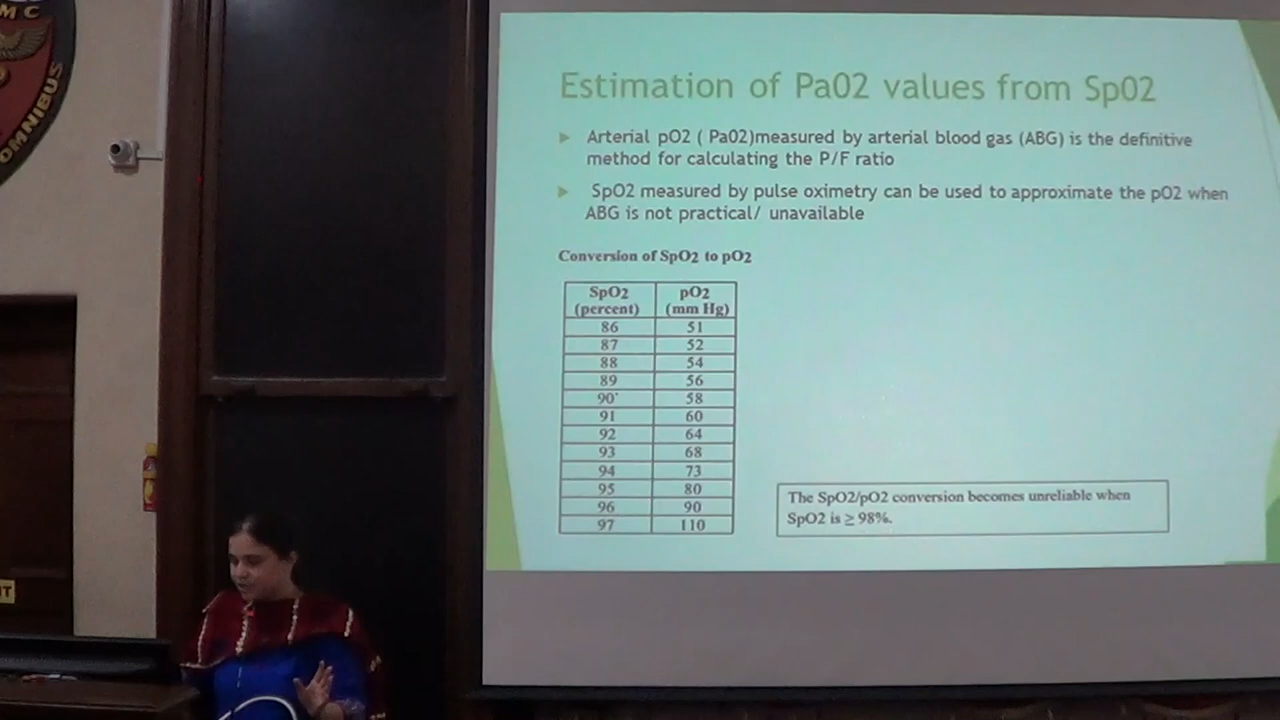 M C
OMNIBUS
Estimation of Pa02 values from Sp02
Arterial pO2 ( Pa02)measured by arterial blood gas (ABG) is the definitive
method for calculating the P/F ratio
SpO2 measured by pulse oximetry can be used to approximate the pO2 when
ABG is not practical/ unavailable
Conversion of SpO2 to pO2
SpO2 pO2
(percent) (mm Hg)
86 51
87 52
88 54
89 56
90 58
91 60
92 64
93 68
94 73
95 80
96 90
97 110
The SpO2/pO2 conversion becomes unreliable when
SpO2 is ≥ 98%.
IT